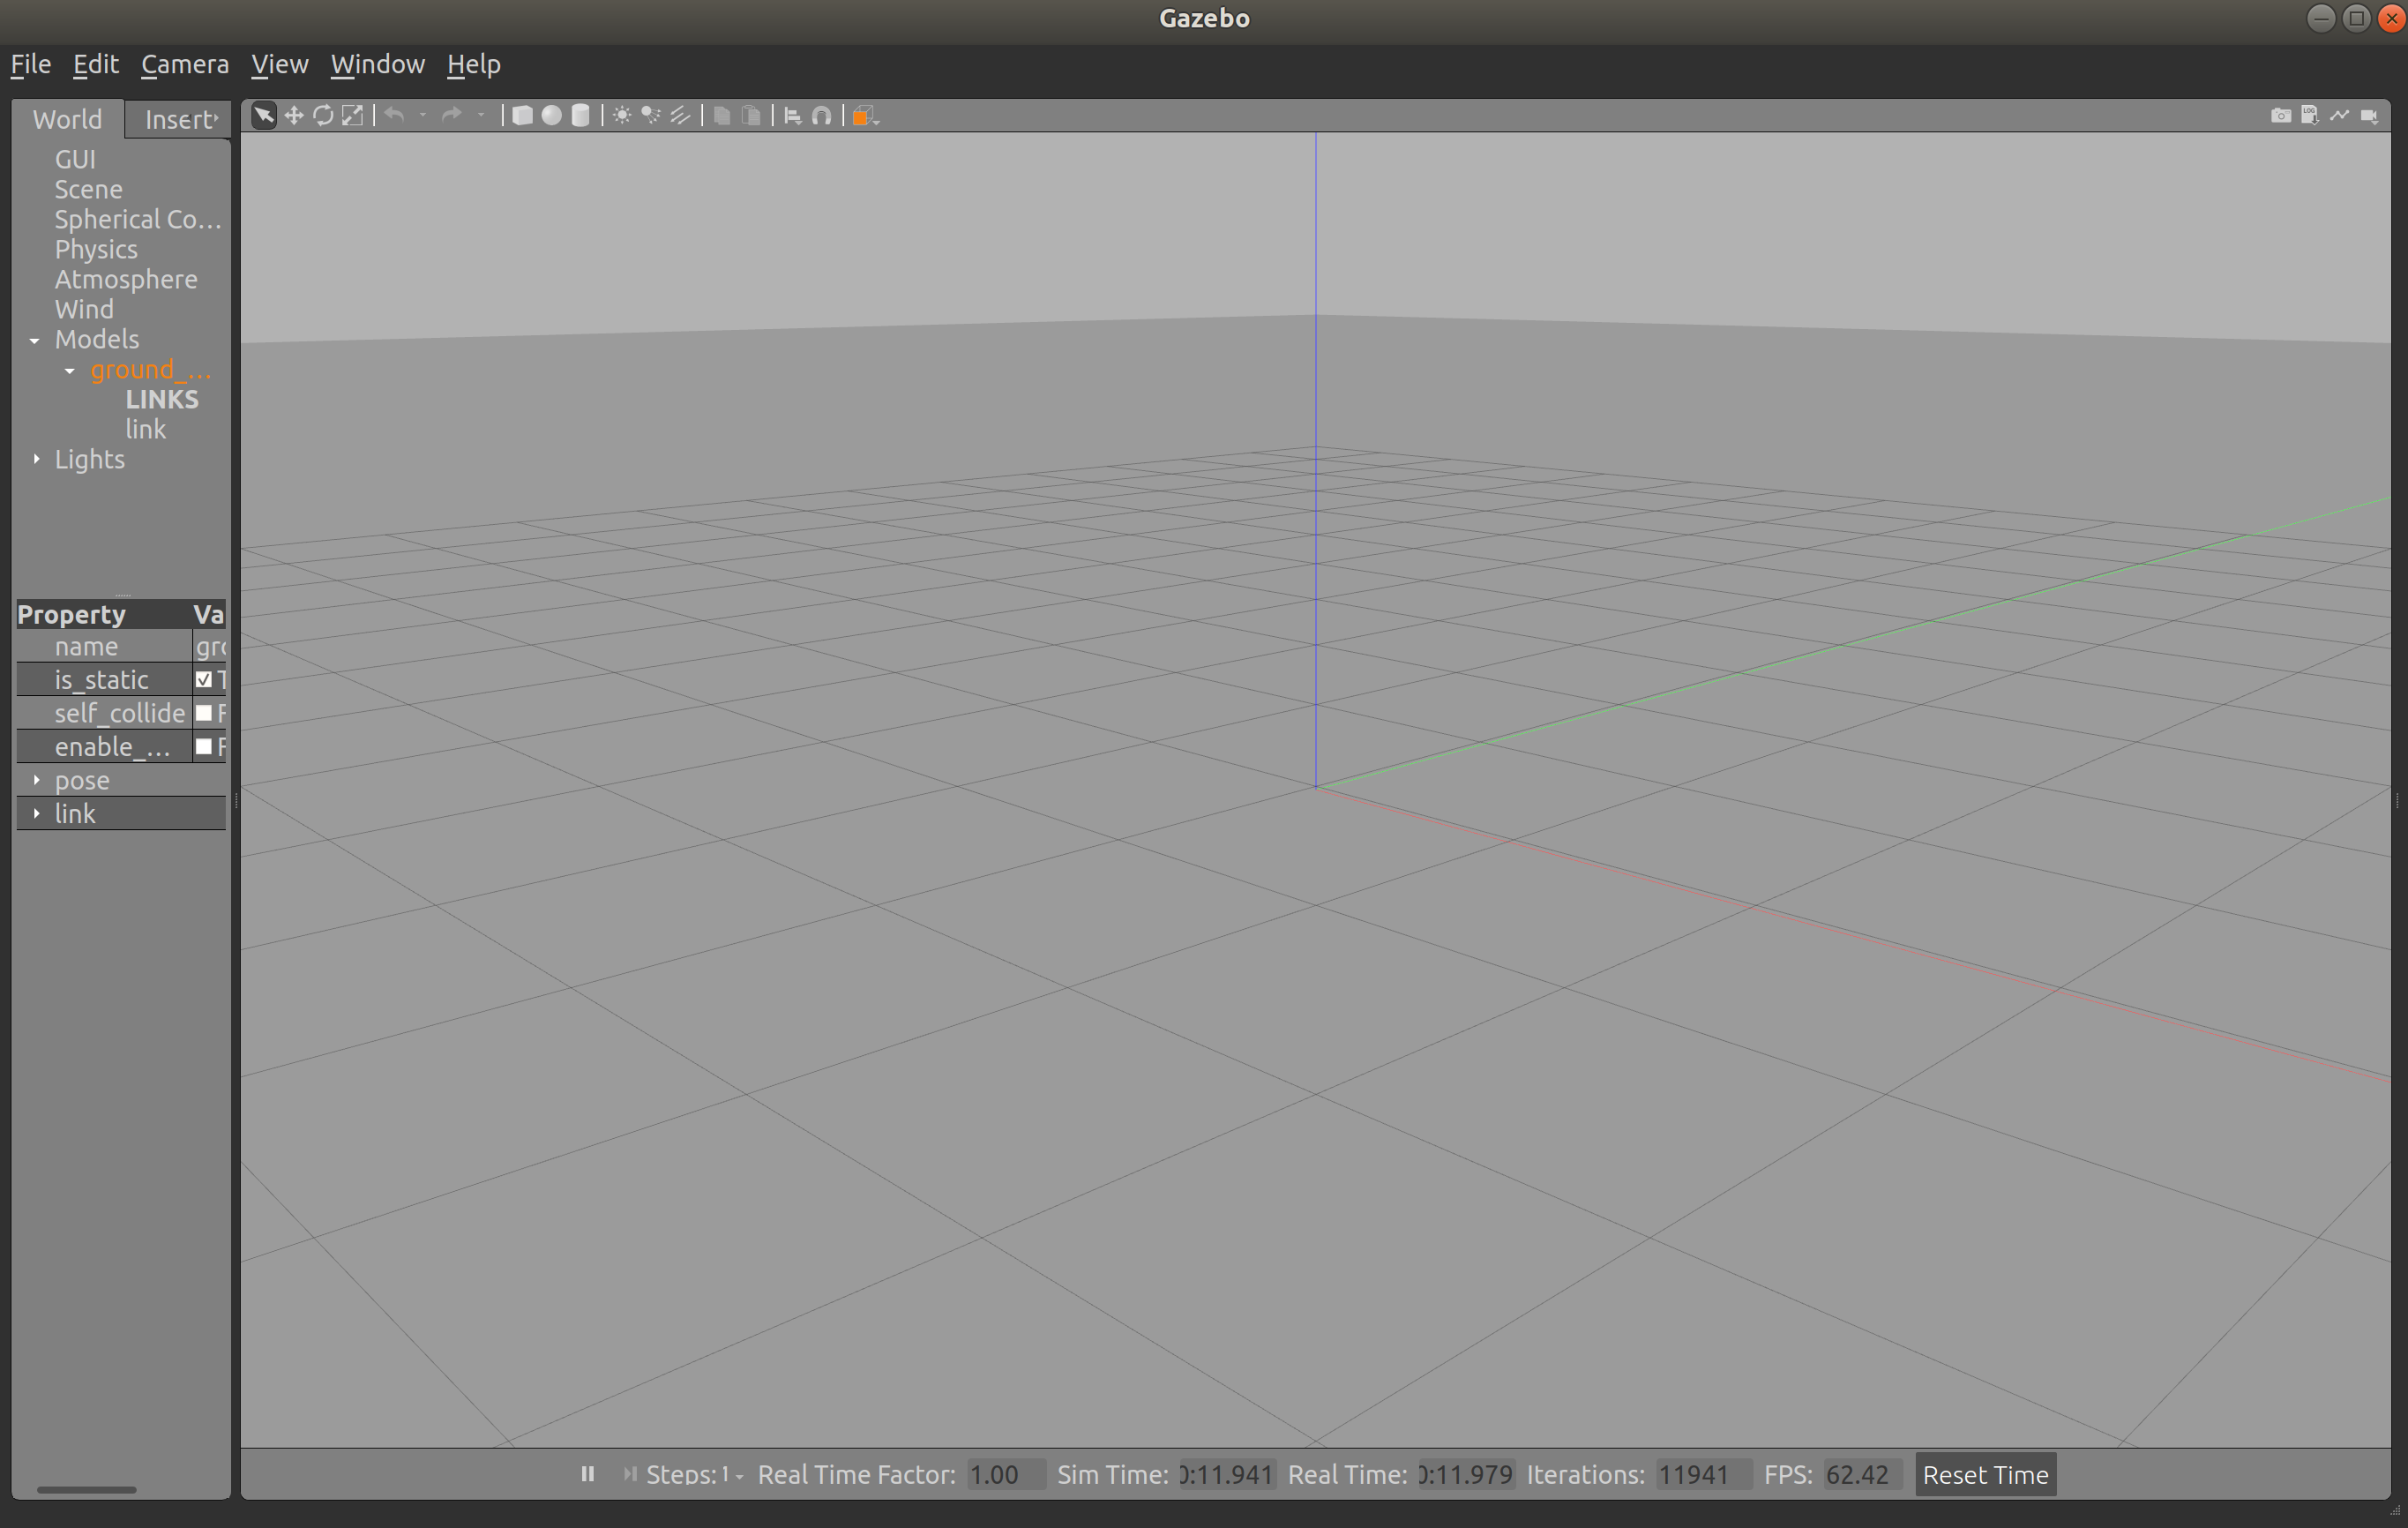 Gazebo
File Edit Camera View Window Help
World Insert
GUI
Scene
Spherical Co...
Physics
Atmosphere
Wind
Models
ground_...
LINKS
link
Lights
Property Va
name
is_static
self_collide
enable_...
pose
link
Steps: 1 Real Time Factor: 1.00 Sim Time: 0:11.941 Real Time: 0:11.979 Iterations: 11941 FPS: 62.42 Reset Time